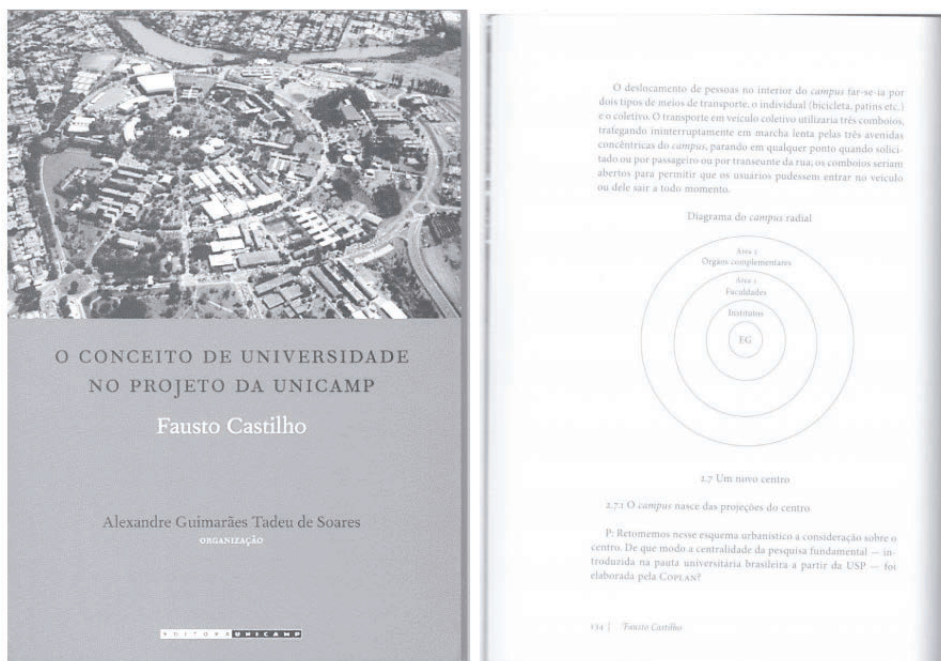 O CONCEITO DE UNIVERSIDADE
NO PROJETO DA UNICAMP
Fausto Castilho
Alexandre Guimarães Tadeu de Soares
ORGANIZAÇÃO
EDITORA UNICAMP
O deslocamento de pessoas no interior do campus far-se-ia por
dois tipos de meios de transporte, o individual (bicicleta, patins etc.)
e o coletivo. O transporte em veículo coletivo utilizaria três comboios,
trafegando ininterruptamente em marcha lenta pelas três avenidas
concêntricas do campus, parando em qualquer ponto quando solici-
tado ou por passageiro ou por transeunte da rua; os comboios seriam
abertos para permitir que os usuários pudessem entrar no veículo
ou dele sair a todo momento.
Diagrama do campus radial
Área 2
Órgãos complementares
Área 1
Faculdades
Institutos
EG
2.7 Um novo centro
2.7.1 O campus nasce das projeções do centro
P: Retomemos nesse esquema urbanístico a consideração sobre o
centro. De que modo a centralidade da pesquisa fundamental — in-
troduzida na pauta universitária brasileira a partir da USP — foi
elaborada pela COPLAN?
134 | Fausto Castilho